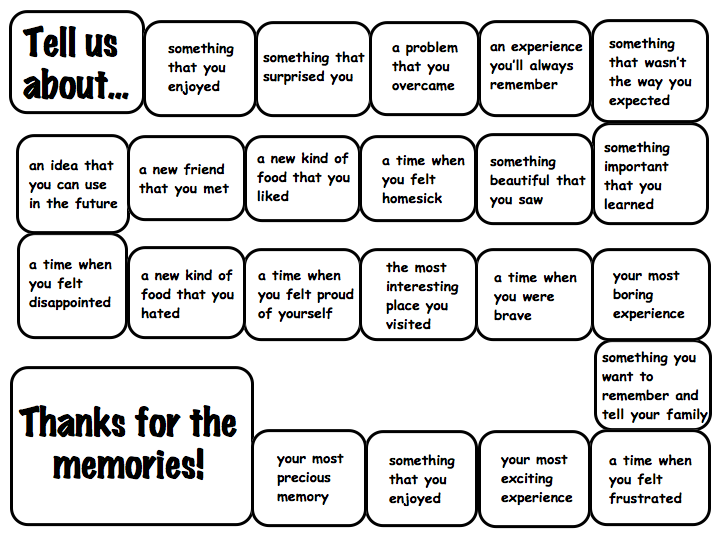 Tell us
about...
something
that you
enjoyed
something that
surprised you
a problem
that you
overcame
an experience
you'll always
remember
something
that wasn't
the way you
expected
an idea that
you can use
in the future
a new friend
that you met
a new kind of
food that you
liked
a time when
you felt
homesick
something
beautiful that
you saw
something
important
that you
learned
a time when
you felt
disappointed
a new kind of
food that you
hated
a time when
you felt proud
of yourself
the most
interesting
place you
visited
a time when
you were
brave
your most
boring
experience
something you
want to
remember and
tell your family
Thanks for the
memories!
your most
precious
memory
something
that you
enjoyed
your most
exciting
experience
a time when
you felt
frustrated